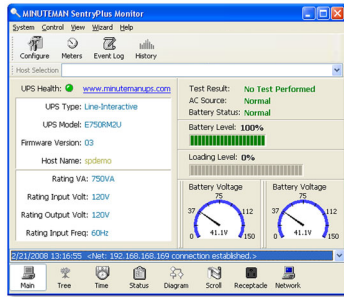 MINUTEMAN SentryPlus Monitor
System Control View Wizard Help
Configure Meters Event Log History
Host Selection
UPS Health: www.minutemanups.com
UPS Type: Line-Interactive
UPS Model: E750RM2U
Firmware Version: 03
Host Name: spdemo
Rating VA: 750VA
Rating Input Volt: 120V
Rating Output Volt: 120V
Rating Input Freq: 60Hz
Test Result: No Test Performed
AC Source: Normal
Battery Status: Normal
Battery Level: 100%
Loading Level: 0%
Battery Voltage
75
37 112
0 41.1V 150
Battery Voltage
75
37 112
0 41.1V 150
2/21/2008 13:16:55 <Net: 192.168.168.169 connection established.>
Main Tree Time Status Diagram Scroll Receptacle Network